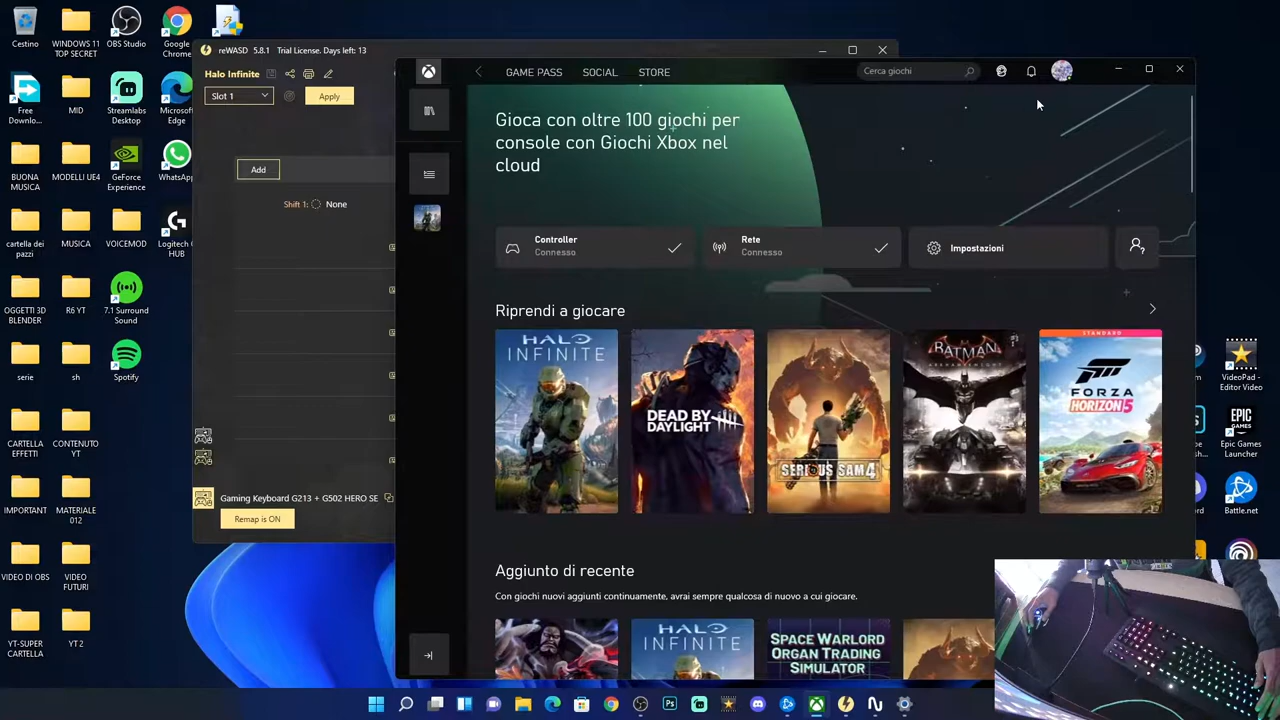 Cestino
WINDOWS 11
TOP SECRET
OBS Studio
Google
Chrome
Free
Downlo...
MID
Streamlabs
Desktop
Microsoft
Edge
BUONA
MUSICA
MODELLI UE4
GeForce
Experience
WhatsApp
cartella dei
pazzi
MUSICA
VOICEMOD
Logitech G
HUB
OGGETTI 3D
BLENDER
R6 YT
7.1 Surround
Sound
serie
sh
Spotify
CARTELLA
EFFETTI
CONTENUTO
YT
IMPORTANT
MATERIALE
012
VIDEO DI OBS
VIDEO
FUTURI
YT-SUPER
CARTELLA
YT 2
reWASD 5.8.1 Trial License. Days left: 13
Halo Infinite
Slot 1
Apply
Add
Shift 1: None
Gaming Keyboard G213 + G502 HERO SE
Remap is ON
GAME PASS SOCIAL STORE
Cerca giochi
Gioca con oltre 100 giochi per
console con Giochi Xbox nel
cloud
Controller
Connesso
Rete
Connesso
Impostazioni
Riprendi a giocare
HALO
INFINITE
DEAD BY
DAYLIGHT
SERIOUS SAM 4
BATMAN
ARKHAM KNIGHT
STANDARD
FORZA
HORIZON 5
Aggiunto di recente
Con giochi nuovi aggiunti continuamente, avrai sempre qualcosa di nuovo a cui giocare.
HALO
INFINITE
SPACE WARLORD
ORGAN TRADING
SIMULATOR
VideoPad -
Editor Video
Epic Games
Launcher
Battle.net